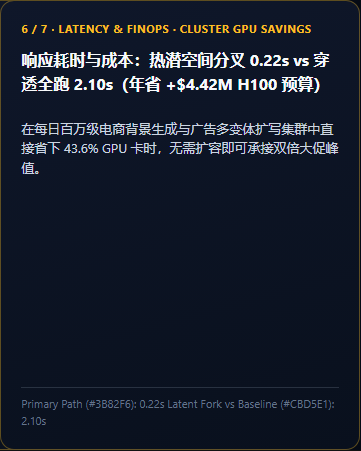 6 / 7 · LATENCY & FINOPS · CLUSTER GPU SAVINGS
响应耗时与成本：热潜空间分叉 0.22s vs 穿
透全跑 2.10s（年省 +$4.42M H100 预算）
在每日百万级电商背景生成与广告多变体扩写集群中直
接省下 43.6% GPU 卡时，无需扩容即可承接双倍大促峰
值。
Primary Path (#3B82F6): 0.22s Latent Fork vs Baseline (#CBD5E1):
2.10s